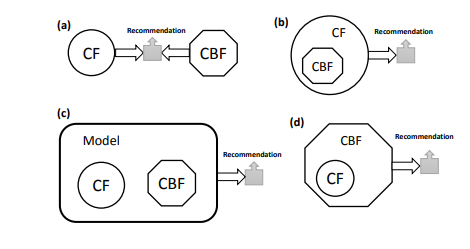 (a)
Recommendation
CF
CBF
(b)
CF
Recommendation
CBF
(c)
Model
Recommendation
CF
CBF
(d)
CBF
Recommendation
CF